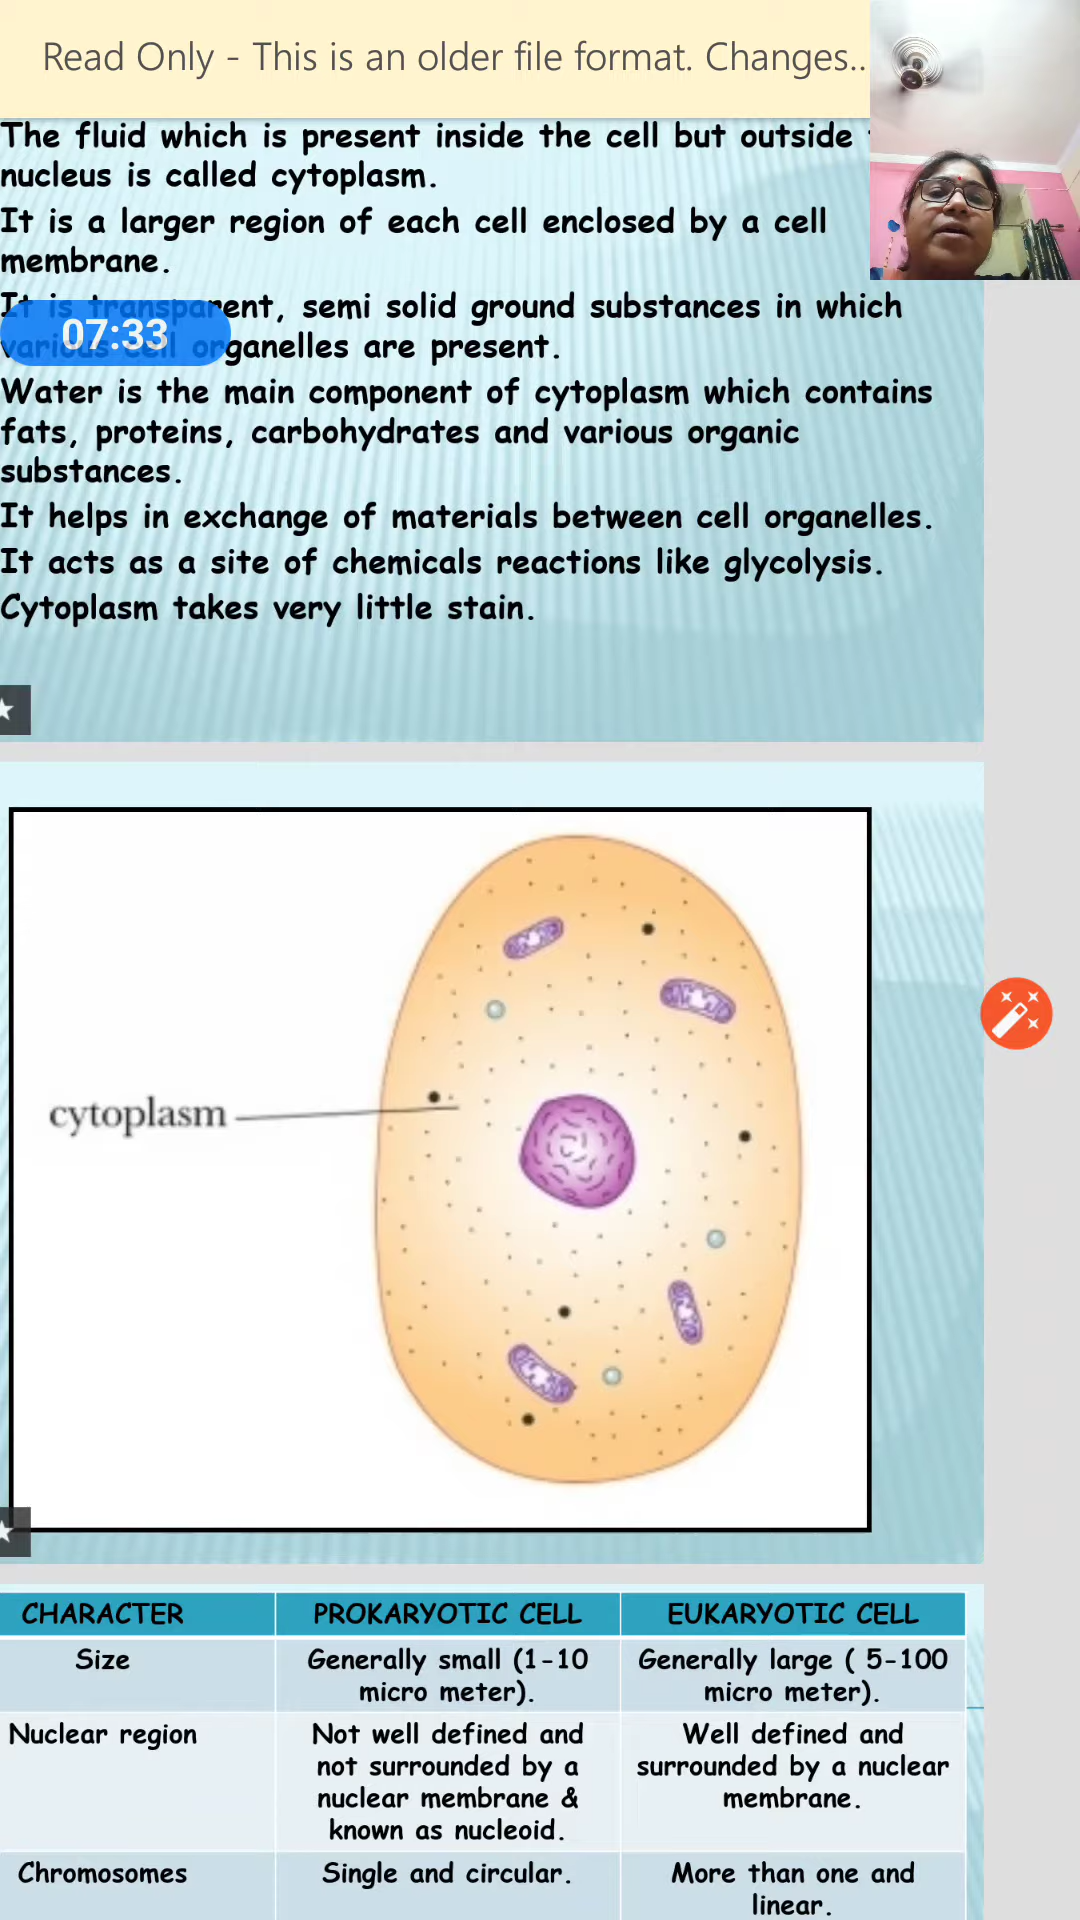 Read Only - This is an older file format. Changes..
The fluid which is present inside the cell but outside
nucleus is called cytoplasm.
It is a larger region of each cell enclosed by a cell
membrane.
It is transparent, semi solid ground substances in which
07:33
various cell organelles are present.
Water is the main component of cytoplasm which contains
fats, proteins, carbohydrates and various organic
substances.
It helps in exchange of materials between cell organelles.
It acts as a site of chemicals reactions like glycolysis.
Cytoplasm takes very little stain.
cytoplasm
CHARACTER PROKARYOTIC CELL EUKARYOTIC CELL
Size Generally small (1-10 Generally large ( 5-100
micro meter). micro meter).
Nuclear region Not well defined and Well defined and
not surrounded by a surrounded by a nuclear
nuclear membrane & membrane.
known as nucleoid.
Chromosomes Single and circular. More than one and
linear.